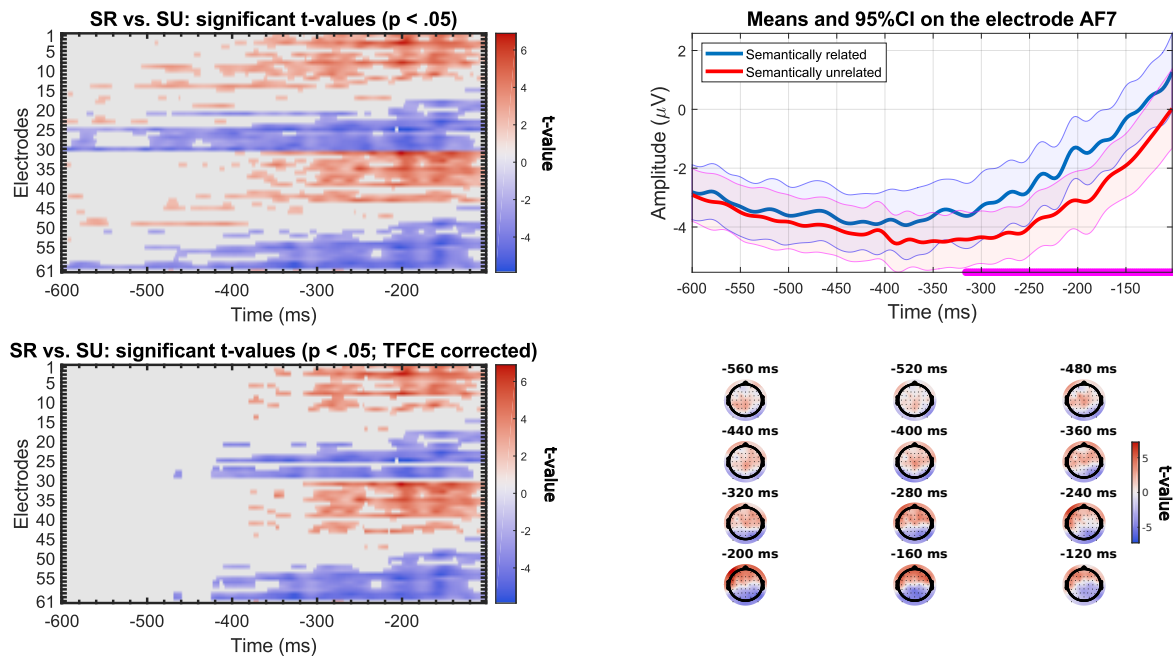 SR vs. SU: significant t-values (p < .05)
1
10
15
20
25
30
35
45
50
55
61
Electrodes
-600
-500
-400
-300
-200
Time (ms)
6
4
2
0
-2
-4
t-value
Means and 95%CI on the electrode AF7
Semantically related
Semantically unrelated
2
0
-2
-4
Amplitude (μV)
-600
-550
-500
-450
-400
-350
-300
-250
-200
-150
Time (ms)
SR vs. SU: significant t-values (p < .05; TFCE corrected)
1
5
10
15
20
25
30
35
40
50
55
61
Electrodes
-600
-500
-400
-300
-200
Time (ms)
6
4
2
0
-2
-4
t-value
-560 ms
-520 ms
-480 ms
-440 ms
-400 ms
-360 ms
-320 ms
-280 ms
-240 ms
-200 ms
-160 ms
-120 ms
5
0
-5
t-value